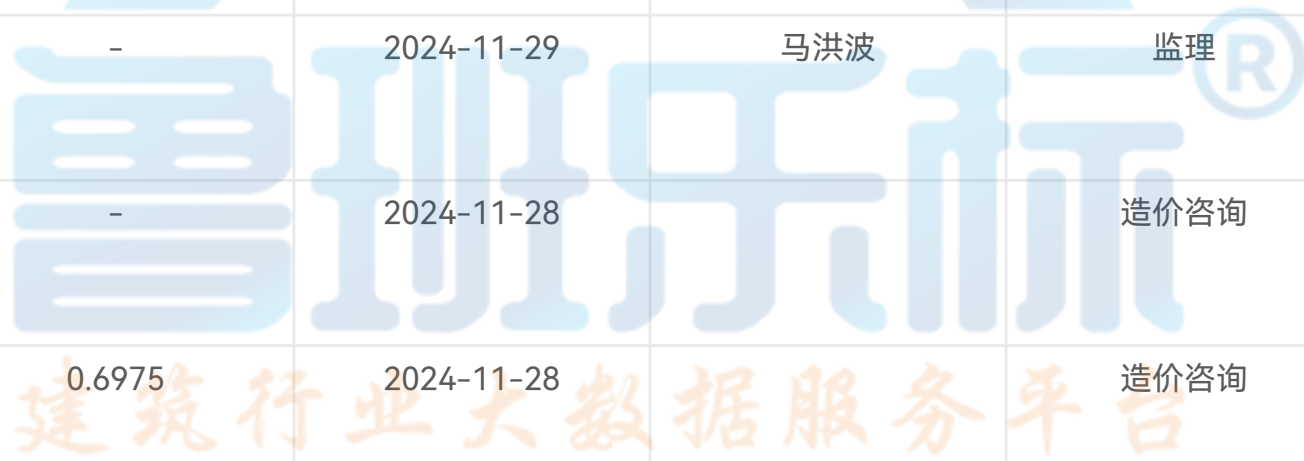 - 2024-11-29 马洪波 监理
- 2024-11-28 造价咨询
0.6975 2024-11-28 造价咨询
鲁班乐标®
建筑行业大数据服务平台